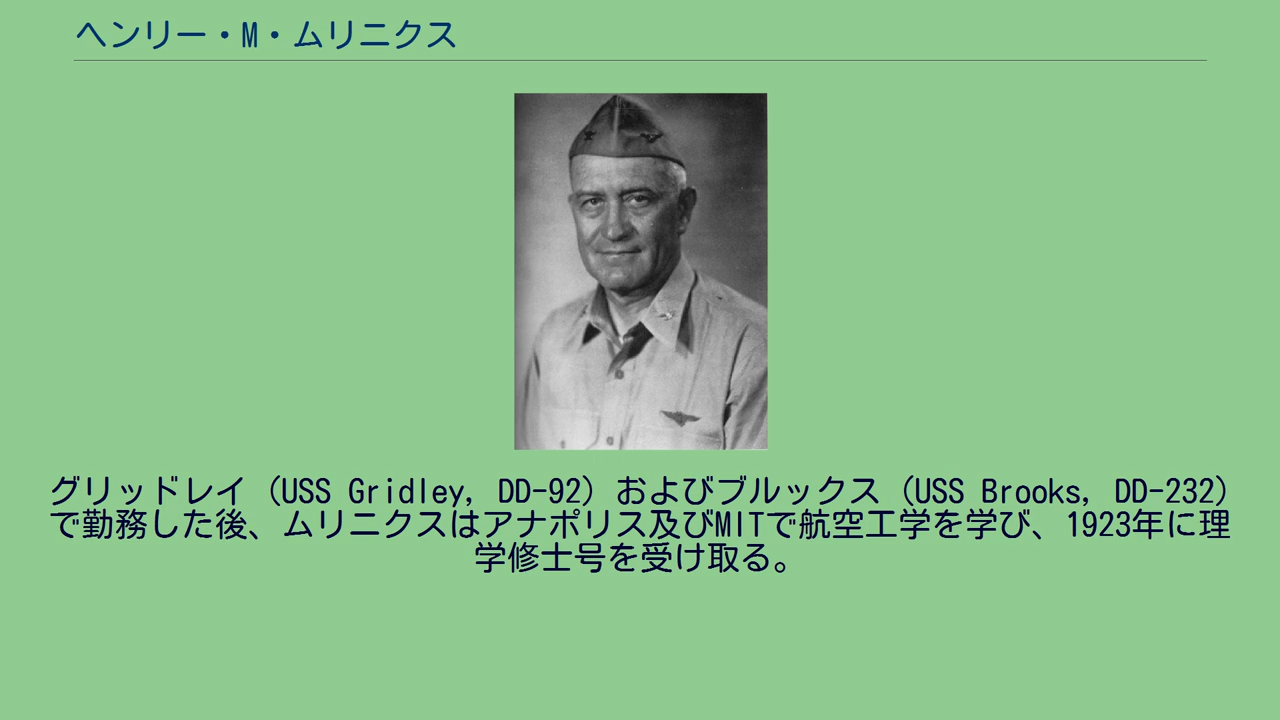 ヘンリー・M・ムリニクス
グリッドレイ（USS Gridley, DD-92）およびブルックス（USS Brooks, DD-232）
で勤務した後、ムリニクスはアナポリス及びMITで航空工学を学び、1923年に理
学修士号を受け取る。